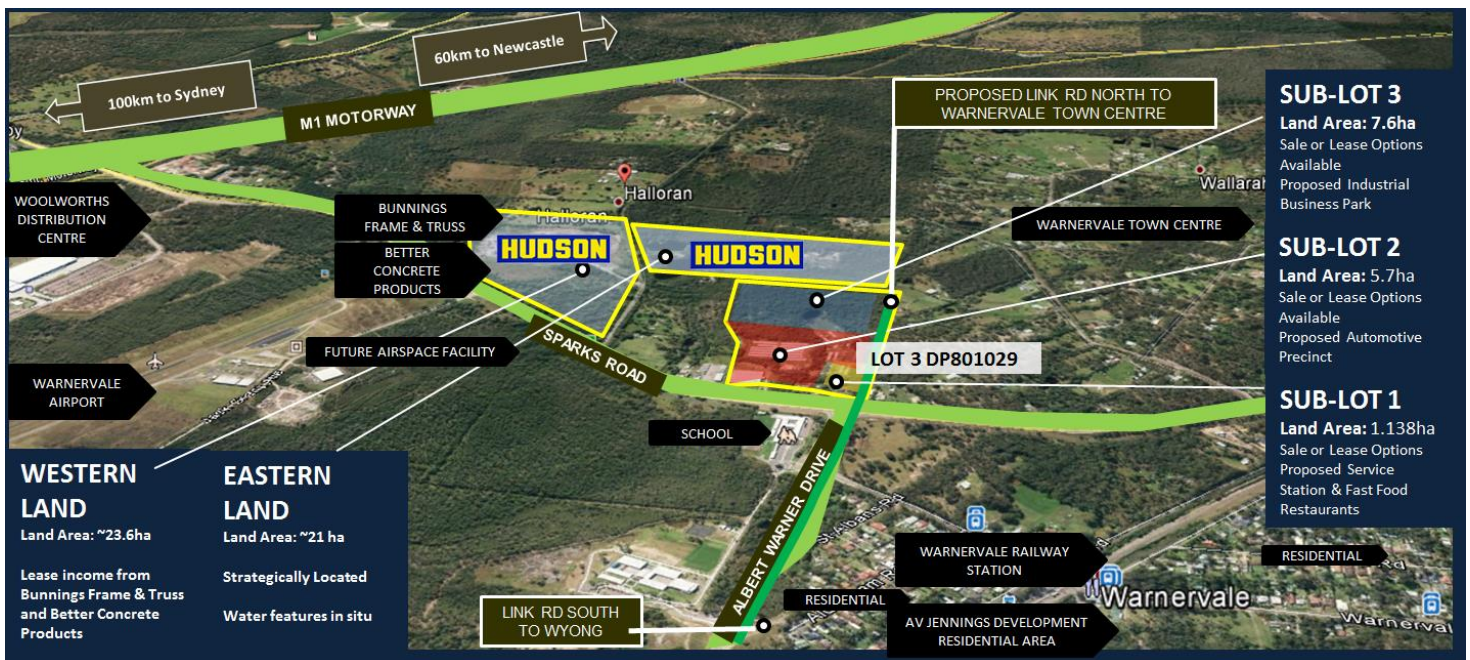 60km to Newcastle
100km to Sydney
M1 MOTORWAY
PROPOSED LINK RD NORTH TO
WARNERVALE TOWN CENTRE
SUB-LOT 3
Land Area: 7.6ha
Sale or Lease Options
Available
Proposed Industrial
Business Park
WOOLWORTHS
DISTRIBUTION
CENTRE
BUNNINGS
FRAME & TRUSS
Halloran
Halloran
HUDSON
HUDSON
WARNERVALE TOWN CENTRE
BETTER
CONCRETE
PRODUCTS
SUB-LOT 2
Land Area: 5.7ha
Sale or Lease Options
Available
Proposed Automotive
Precinct
FUTURE AIRSPACE FACILITY
SPARKS ROAD
LOT 3 DP801029
WARNERVALE
AIRPORT
SUB-LOT 1
Land Area: 1.138ha
Sale or Lease Options
Proposed Service
Station & Fast Food
Restaurants
SCHOOL
ALBERT WARNER DRIVE
St Albans Rd
WESTERN
LAND
Land Area: ~23.6ha
Lease income from
Bunnings Frame & Truss
and Better Concrete
Products
EASTERN
LAND
Land Area: ~21 ha
Strategically Located
Water features in situ
WARNERVALE RAILWAY
STATION
RESIDENTIAL
RESIDENTIAL
Warnervale
LINK RD SOUTH
TO WYONG
AV JENNINGS DEVELOPMENT
RESIDENTIAL AREA